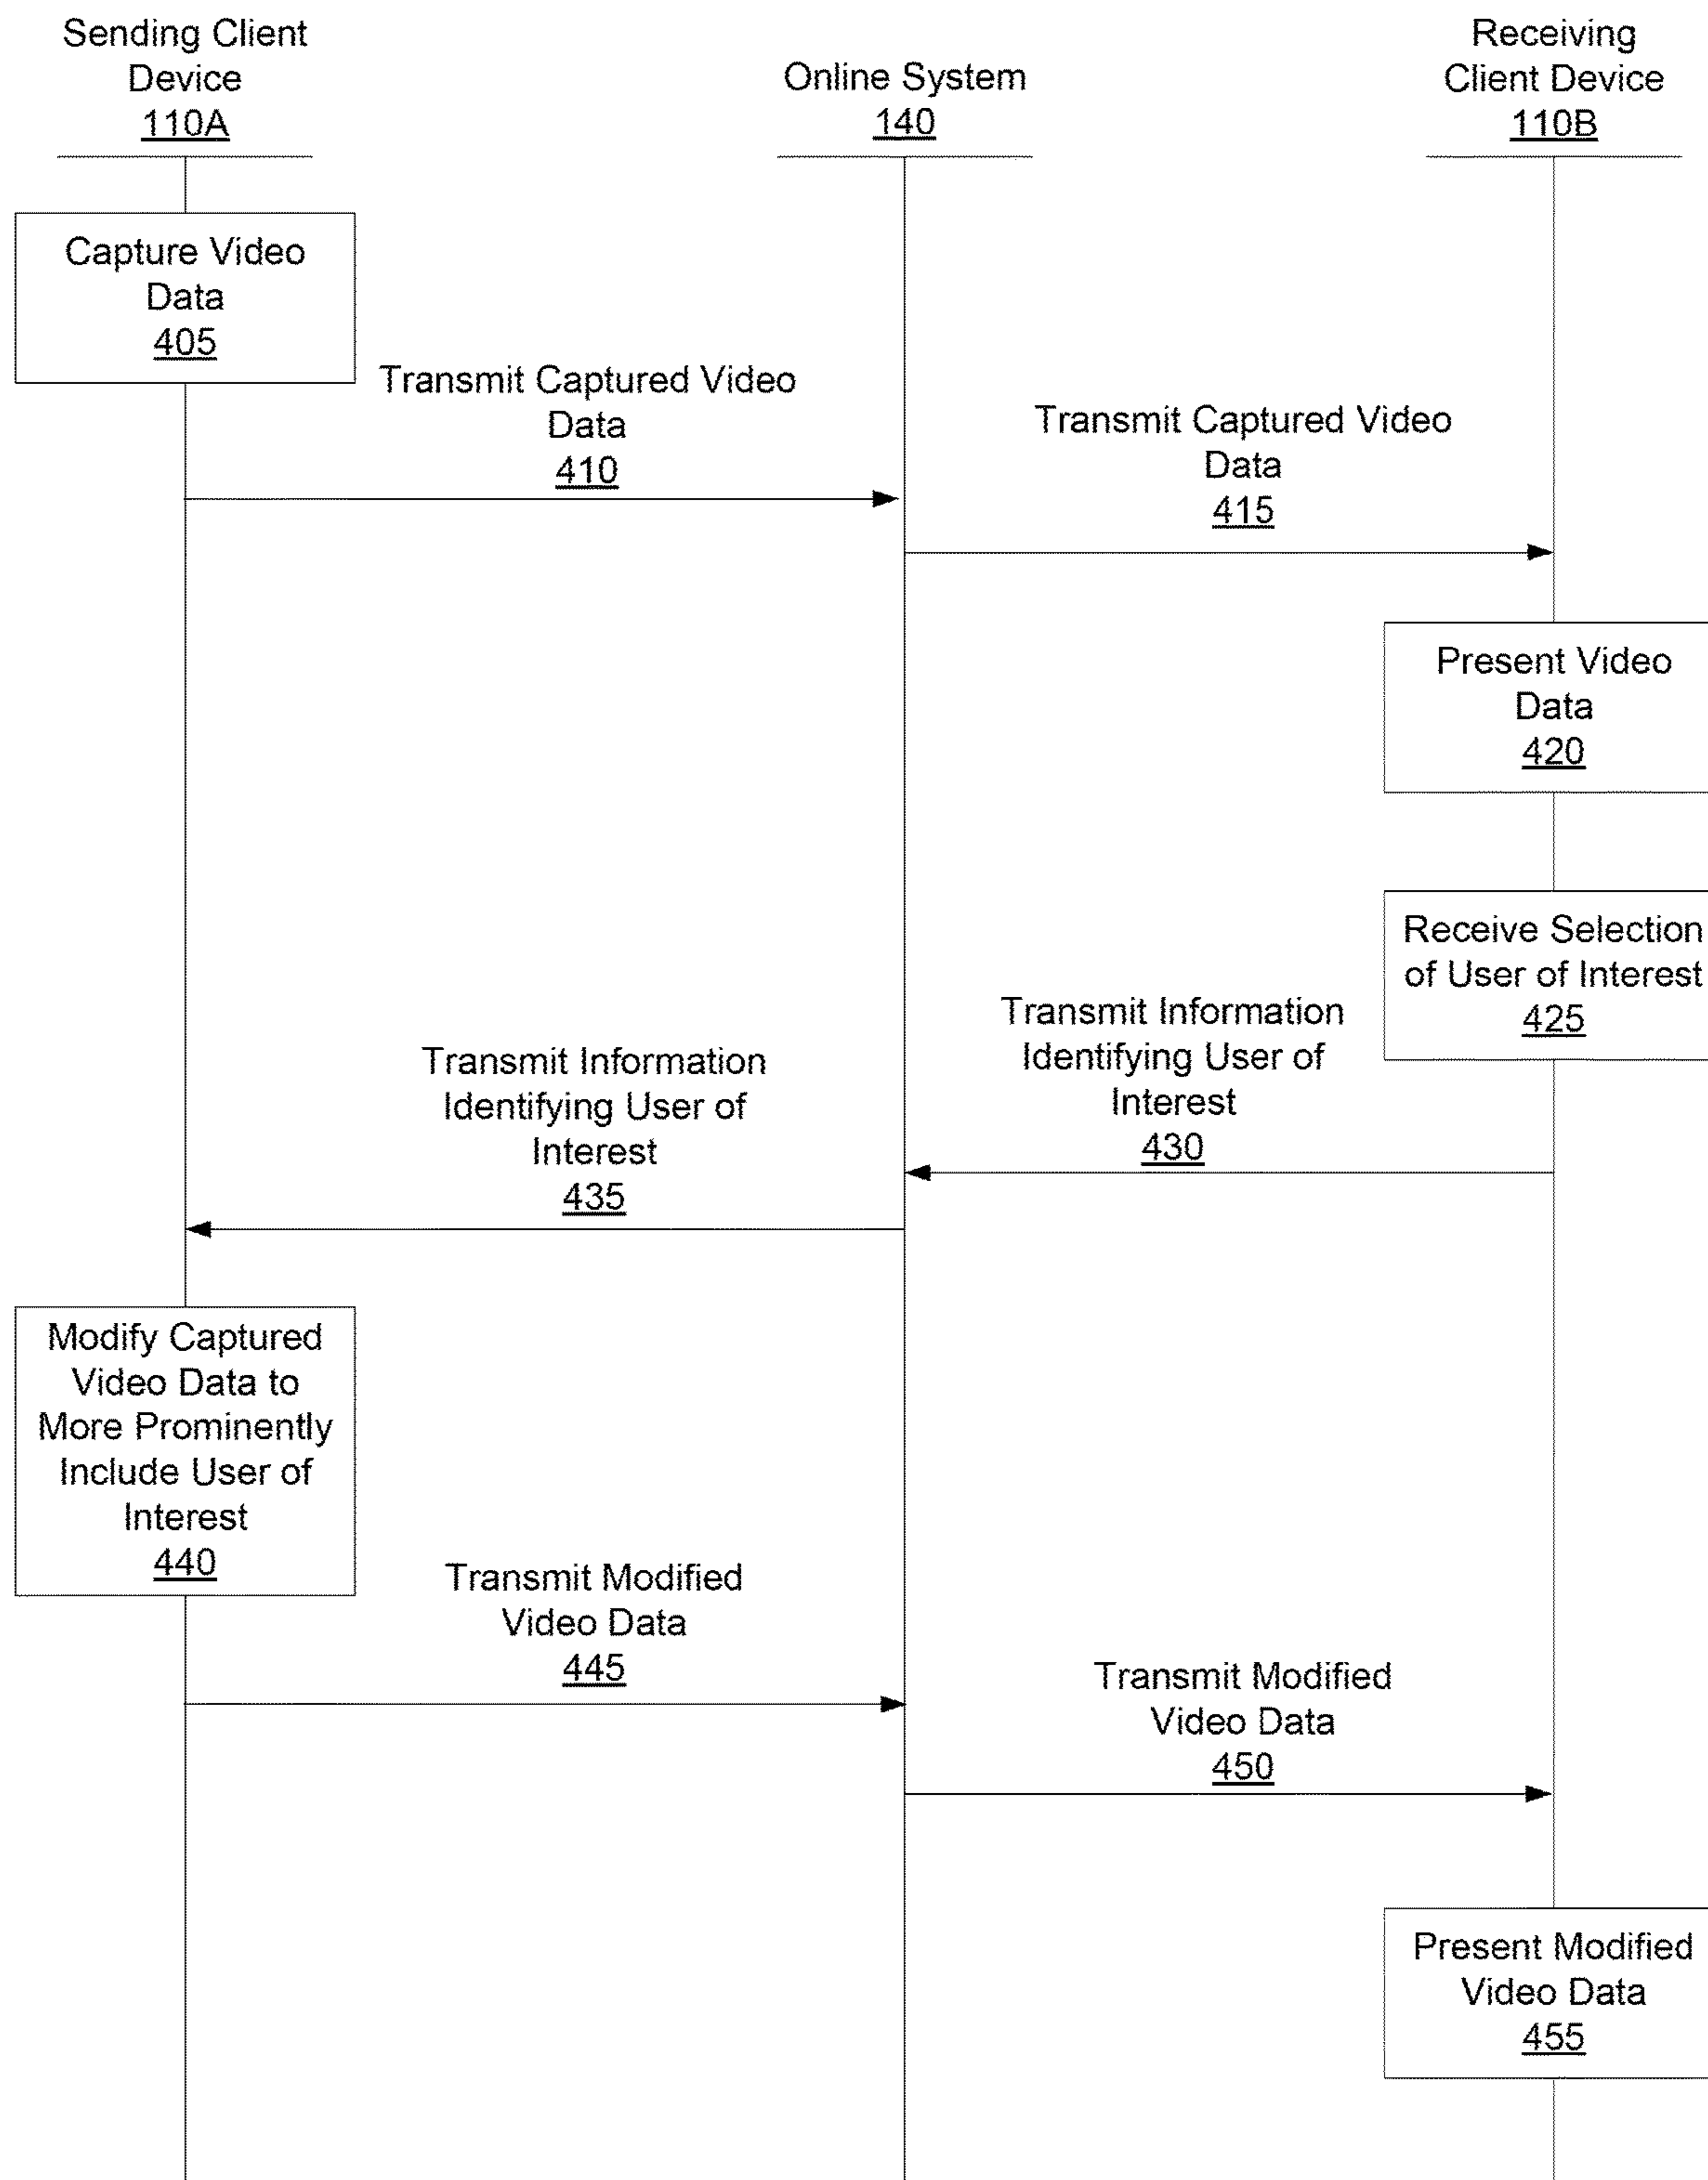 Sending Client
Device
110A
Online System
140
Receiving
Client Device
110B
Capture Video
Data
405
Transmit Captured Video
Data
410
Transmit Captured Video
Data
415
Present Video
Data
420
Receive Selection
of User of Interest
425
Transmit Information
Identifying User of
Interest
430
Transmit Information
Identifying User of
Interest
435
Modify Captured
Video Data to
More Prominently
Include User of
Interest
440
Transmit Modified
Video Data
445
Transmit Modified
Video Data
450
Present Modified
Video Data
455